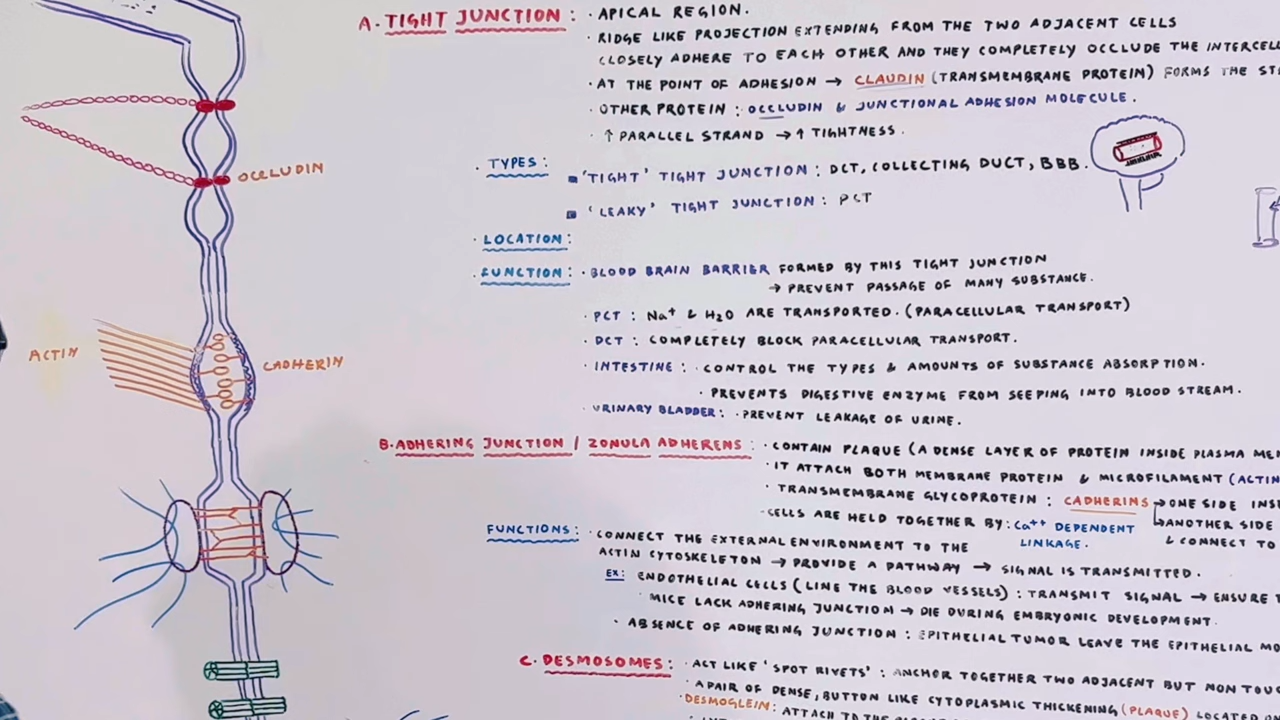 A. TIGHT JUNCTION : · APICAL REGION.
· RIDGE LIKE PROJECTION EXTENDING FROM THE TWO ADJACENT CELLS
CLOSELY ADHERE TO EACH OTHER AND THEY COMPLETELY OCCLUDE THE INTERCELL
· AT THE POINT OF ADHESION → CLAUDIN (TRANSMEMBRANE PROTEIN) FORMS THE ST
· OTHER PROTEIN : OCCLUDIN & JUNCTIONAL ADHESION MOLECULE.
· ↑ PARALLEL STRAND → ↑ TIGHTNESS.
· TYPES :
'TIGHT' TIGHT JUNCTION : DCT, COLLECTING DUCT, BBB.
'LEAKY' TIGHT JUNCTION : PCT
· LOCATION :
· FUNCTION : · BLOOD BRAIN BARRIER FORMED BY THIS TIGHT JUNCTION
→ PREVENT PASSAGE OF MANY SUBSTANCE.
· PCT : Na+ & H2O ARE TRANSPORTED. (PARACELLULAR TRANSPORT)
· DCT : COMPLETELY BLOCK PARACELLULAR TRANSPORT.
· INTESTINE : · CONTROL THE TYPES & AMOUNTS OF SUBSTANCE ABSORPTION.
· PREVENTS DIGESTIVE ENZYME FROM SEEPING INTO BLOOD STREAM.
· URINARY BLADDER : · PREVENT LEAKAGE OF URINE.
B. ADHERING JUNCTION / ZONULA ADHERENS : · CONTAIN PLAQUE (A DENSE LAYER OF PROTEIN INSIDE PLASMA ME
· IT ATTACH BOTH MEMBRANE PROTEIN & MICROFILAMENT (ACTIN
· TRANSMEMBRANE GLYCOPROTEIN : CADHERINS → ONE SIDE INS
↳ ANOTHER SIDE
& CONNECT TO
· CELLS ARE HELD TOGETHER BY : Ca++ DEPENDENT
LINKAGE.
FUNCTIONS : · CONNECT THE EXTERNAL ENVIRONMENT TO THE
ACTIN CYTOSKELETON → PROVIDE A PATHWAY → SIGNAL IS TRANSMITTED.
EX: ENDOTHELIAL CELLS (LINE THE BLOOD VESSELS) : TRANSMIT SIGNAL → ENSURE
· MICE LACK ADHERING JUNCTION → DIE DURING EMBRYONIC DEVELOPMENT.
· ABSENCE OF ADHERING JUNCTION : EPITHELIAL TUMOR LEAVE THE EPITHELIAL MO
C. DESMOSOMES : · ACT LIKE 'SPOT RIVETS' : ANCHOR TOGETHER TWO ADJACENT BUT NON TOU
· A PAIR OF DENSE, BUTTON LIKE CYTOPLASMIC THICKENING (PLAQUE) LOCATED
· DESMOGLEIN : ATTACH TO THE
OCCLUDIN
ACTIN
CADHERIN